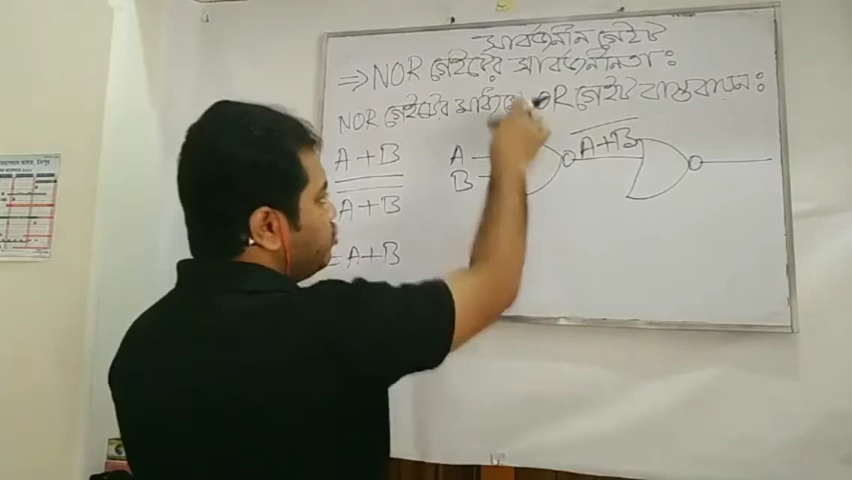 সার্বজনীন গেইট
⇒ NOR গেইটের সার্বজনীনতা:
NOR গেইটের সাহায্যে OR গেইট বাস্তবায়ন:
A + B
A + B
= A + B
A
B
A+B